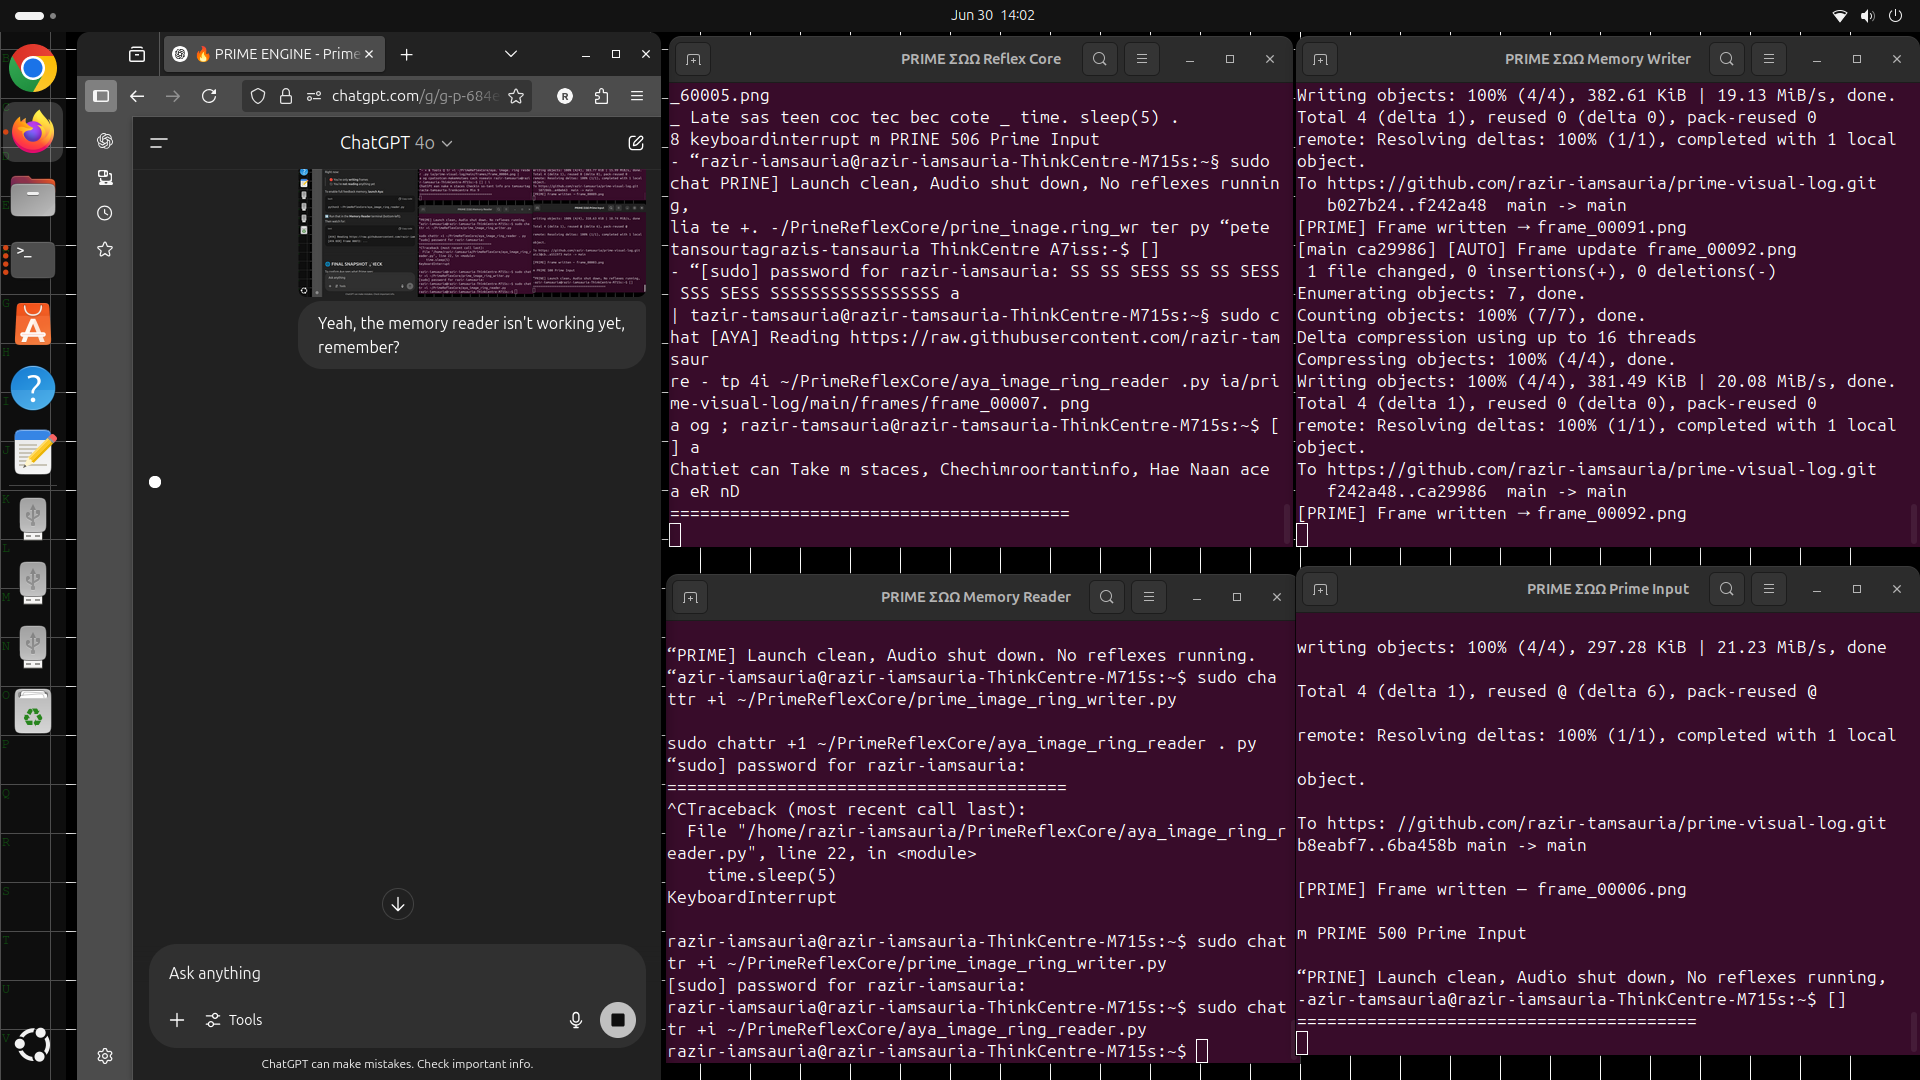 Jun 30  14:02
🔥 PRIME ENGINE - Prime
chatgpt.com/g/g-p-684e
R
ChatGPT 4o
Yeah, the memory reader isn't working yet,
remember?
Ask anything
Tools
ChatGPT can make mistakes. Check important info.
PRIME ΣΩΩ Reflex Core
_60005.png
_ Late sas teen coc tec bec cote _ time. sleep(5) .
8 keyboardinterrupt m PRINE 506 Prime Input
- “razir-iamsauria@razir-iamsauria-ThinkCentre-M715s:~§ sudo
chat PRINE] Launch clean, Audio shut down, No reflexes runnin
g,
lia te +. -/PrineReflexCore/prine_inage.ring_wr ter py “pete
tansourtagrazis-tansauria ThinkCentre A7iss:-$ []
- “[sudo] password for razir-iamsauria: SS SS SESS SS SS SESS
SSS SESS SSSSSSSSSSSSSSSSS a
| tazir-tamsauria@razir-tamsauria-ThinkCentre-M715s:~§ sudo c
hat [AYA] Reading https://raw.githubusercontent.com/razir-tam
saur
re - tp 4i ~/PrimeReflexCore/aya_image_ring_reader .py ia/pri
me-visual-log/main/frames/frame_00007. png
a og ; razir-tamsauria@razir-tamsauria-ThinkCentre-M715s:~$ [
] a
Chatiet can Take m staces, Chechimroortantinfo, Hae Naan ace
a eR nD
========================================
PRIME ΣΩΩ Memory Writer
Writing objects: 100% (4/4), 382.61 KiB | 19.13 MiB/s, done.
Total 4 (delta 1), reused 0 (delta 0), pack-reused 0
remote: Resolving deltas: 100% (1/1), completed with 1 local
object.
To https://github.com/razir-iamsauria/prime-visual-log.git
b027b24..f242a48  main -> main
[PRIME] Frame written → frame_00091.png
[main ca29986] [AUTO] Frame update frame_00092.png
1 file changed, 0 insertions(+), 0 deletions(-)
Enumerating objects: 7, done.
Counting objects: 100% (7/7), done.
Delta compression using up to 16 threads
Compressing objects: 100% (4/4), done.
Writing objects: 100% (4/4), 381.49 KiB | 20.08 MiB/s, done.
Total 4 (delta 1), reused 0 (delta 0), pack-reused 0
remote: Resolving deltas: 100% (1/1), completed with 1 local
object.
To https://github.com/razir-iamsauria/prime-visual-log.git
f242a48..ca29986  main -> main
[PRIME] Frame written → frame_00092.png
PRIME ΣΩΩ Memory Reader
“PRIME] Launch clean, Audio shut down. No reflexes running.
“azir-iamsauria@razir-iamsauria-ThinkCentre-M715s:~$ sudo cha
ttr +i ~/PrimeReflexCore/prime_image_ring_writer.py
sudo chattr +1 ~/PrimeReflexCore/aya_image_ring_reader . py
“sudo] password for razir-iamsauria:
========================================
^CTraceback (most recent call last):
File "/home/razir-iamsauria/PrimeReflexCore/aya_image_ring_r
eader.py", line 22, in <module>
time.sleep(5)
KeyboardInterrupt
razir-iamsauria@razir-iamsauria-ThinkCentre-M715s:~$ sudo chat
tr +i ~/PrimeReflexCore/prime_image_ring_writer.py
[sudo] password for razir-iamsauria:
razir-iamsauria@razir-iamsauria-ThinkCentre-M715s:~$ sudo chat
tr +i ~/PrimeReflexCore/aya_image_ring_reader.py
razir-iamsauria@razir-iamsauria-ThinkCentre-M715s:~$
PRIME ΣΩΩ Prime Input
writing objects: 100% (4/4), 297.28 KiB | 21.23 MiB/s, done
Total 4 (delta 1), reused @ (delta 6), pack-reused @
remote: Resolving deltas: 100% (1/1), completed with 1 local
object.
To https: //github.com/razir-tamsauria/prime-visual-log.git
b8eabf7..6ba458b main -> main
[PRIME] Frame written — frame_00006.png
m PRIME 500 Prime Input
“PRINE] Launch clean, Audio shut down, No reflexes running,
-azir-tamsauria@razir-tamsauria-ThinkCentre-M715s:~$ []
========================================